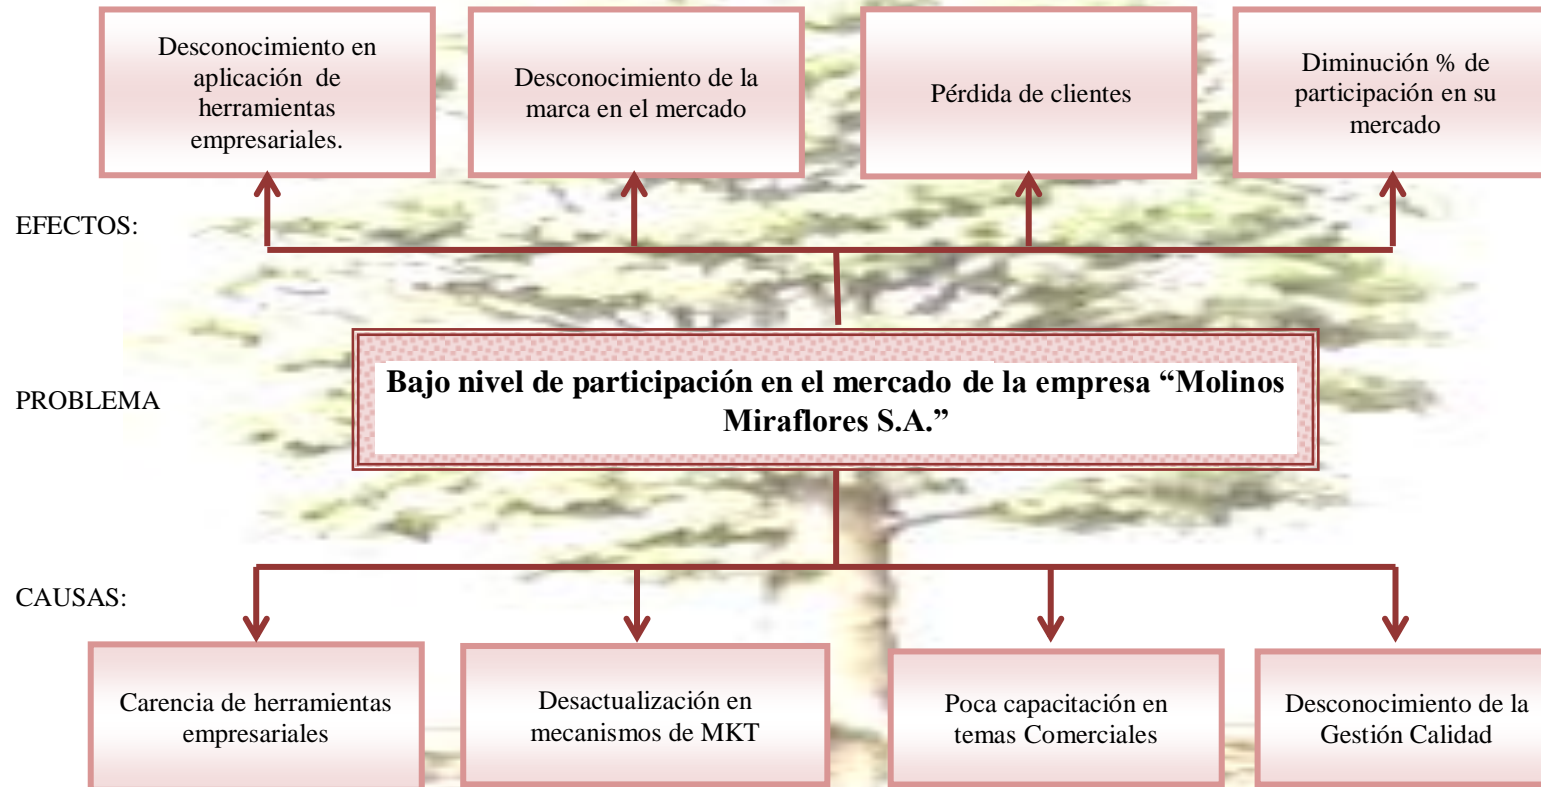 Desconocimiento en
aplicación de
herramientas
empresariales.
Desconocimiento de la
marca en el mercado
Pérdida de clientes
Diminución % de
participación en su
mercado
EFECTOS:
PROBLEMA
Bajo nivel de participación en el mercado de la empresa “Molinos
Miraflores S.A.”
CAUSAS:
Carencia de herramientas
empresariales
Desactualización en
mecanismos de MKT
Poca capacitación en
temas Comerciales
Desconocimiento de la
Gestión Calidad